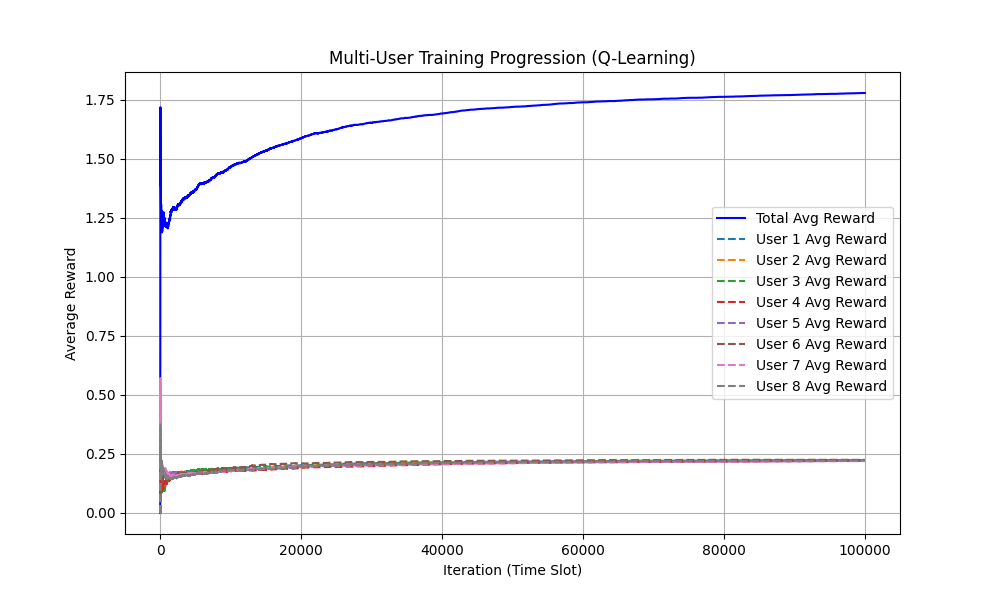 Multi-User Training Progression (Q-Learning)
Average Reward
1.75
1.50
1.25
1.00
0.75
0.50
0.25
0.00
Total Avg Reward
User 1 Avg Reward
User 2 Avg Reward
User 3 Avg Reward
User 4 Avg Reward
User 5 Avg Reward
User 6 Avg Reward
User 7 Avg Reward
User 8 Avg Reward
0 20000 40000 60000 80000 100000
Iteration (Time Slot)